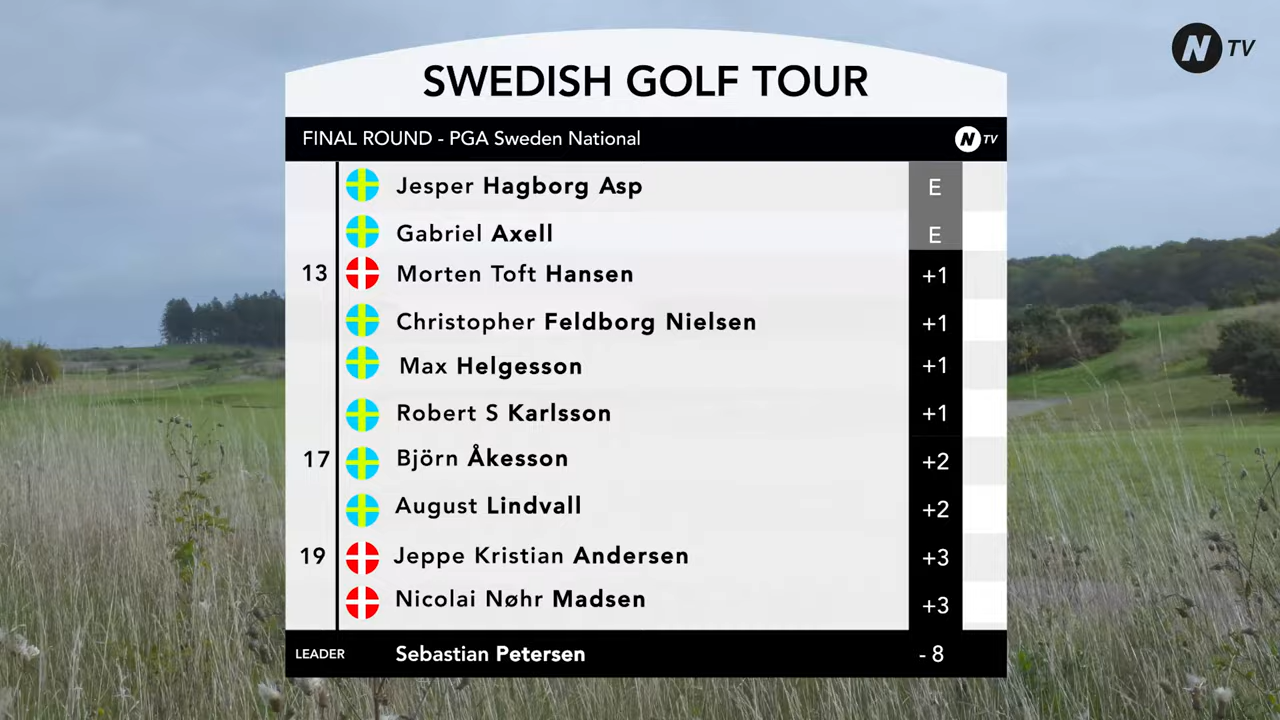 N TV
SWEDISH GOLF TOUR
FINAL ROUND - PGA Sweden National N TV
Jesper Hagborg Asp E
Gabriel Axell E
13 Morten Toft Hansen +1
Christopher Feldborg Nielsen +1
Max Helgesson +1
Robert S Karlsson +1
17 Björn Åkesson +2
August Lindvall +2
19 Jeppe Kristian Andersen +3
Nicolai Nøhr Madsen +3
LEADER Sebastian Petersen - 8